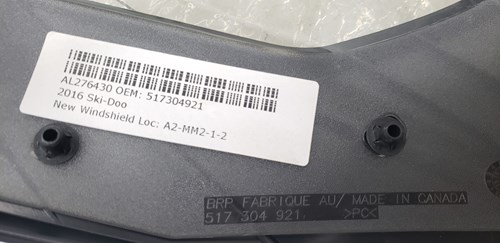 AL276430 OEM: 517304921
2016 Ski-Doo
New Windshield Loc: A2-MM2-1-2
BRP FABRIQUE AU/ MADE IN CANADA
517 304 921. >PC<